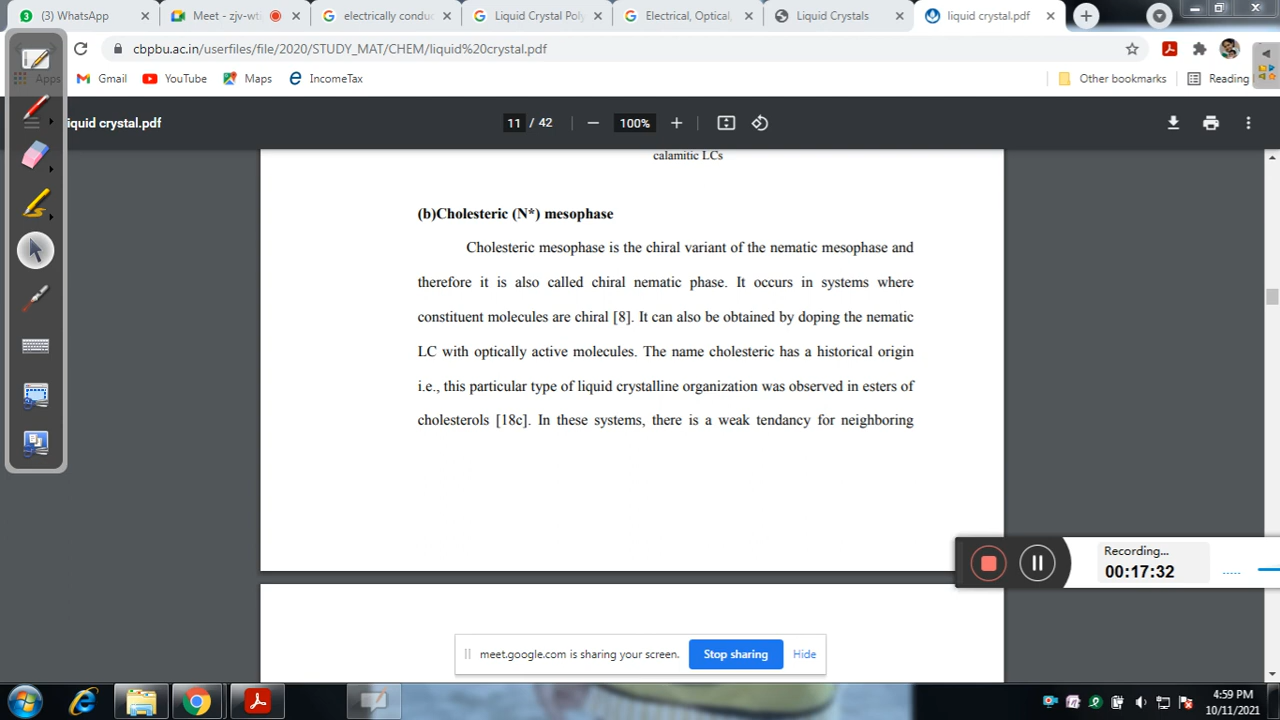 (3) WhatsApp
Meet - zjv-wti
electrically condu
Liquid Crystal Pol
Electrical, Optical,
Liquid Crystals
liquid crystal.pdf
cbpbu.ac.in/userfiles/file/2020/STUDY_MAT/CHEM/liquid%20crystal.pdf
Apps
Gmail
YouTube
Maps
IncomeTax
Other bookmarks
Reading
iquid crystal.pdf
11 / 42
100%
calamitic LCs
(b)Cholesteric (N*) mesophase
Cholesteric mesophase is the chiral variant of the nematic mesophase and
therefore it is also called chiral nematic phase. It occurs in systems where
constituent molecules are chiral [8]. It can also be obtained by doping the nematic
LC with optically active molecules. The name cholesteric has a historical origin
i.e., this particular type of liquid crystalline organization was observed in esters of
cholesterols [18c]. In these systems, there is a weak tendancy for neighboring
Recording...
00:17:32
meet.google.com is sharing your screen.
Stop sharing
Hide
4:59 PM
10/11/2021